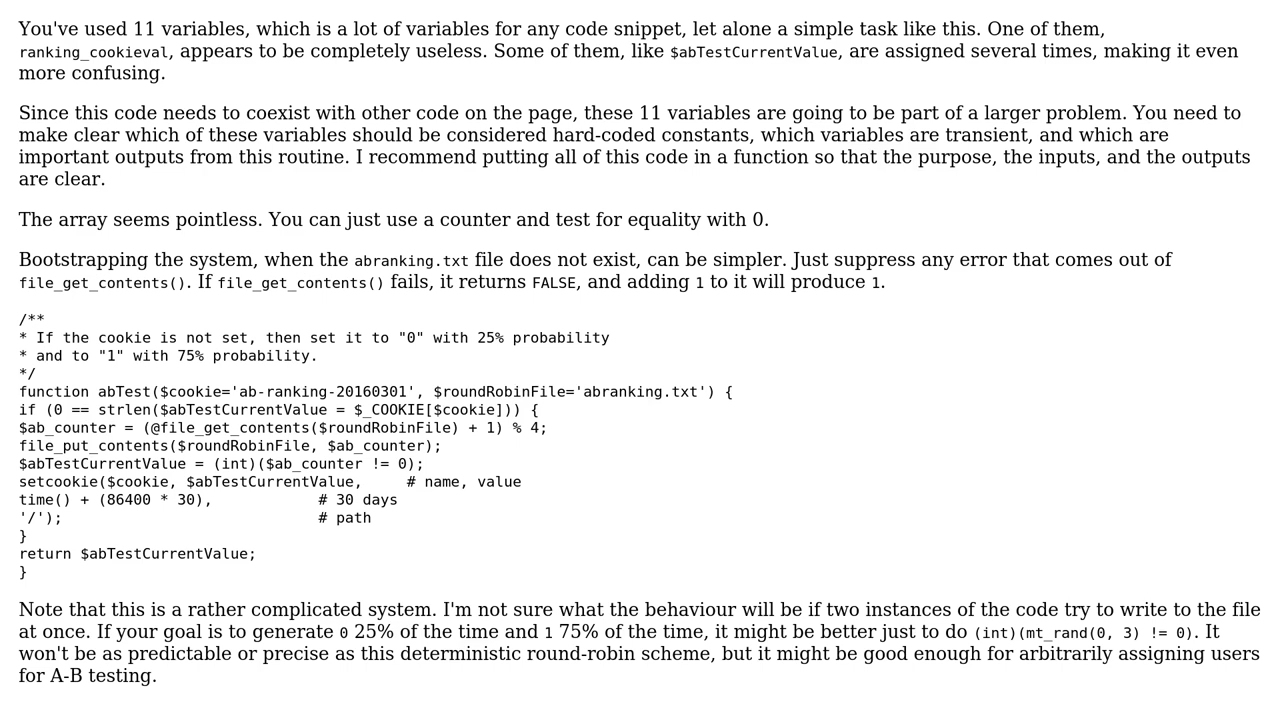 You've used 11 variables, which is a lot of variables for any code snippet, let alone a simple task like this. One of them,
ranking_cookieval, appears to be completely useless. Some of them, like $abTestCurrentValue, are assigned several times, making it even
more confusing.
Since this code needs to coexist with other code on the page, these 11 variables are going to be part of a larger problem. You need to
make clear which of these variables should be considered hard-coded constants, which variables are transient, and which are
important outputs from this routine. I recommend putting all of this code in a function so that the purpose, the inputs, and the outputs
are clear.
The array seems pointless. You can just use a counter and test for equality with 0.
Bootstrapping the system, when the abranking.txt file does not exist, can be simpler. Just suppress any error that comes out of
file_get_contents(). If file_get_contents() fails, it returns FALSE, and adding 1 to it will produce 1.
/**
* If the cookie is not set, then set it to "0" with 25% probability
* and to "1" with 75% probability.
*/
function abTest($cookie='ab-ranking-20160301', $roundRobinFile='abranking.txt') {
if (0 == strlen($abTestCurrentValue = $_COOKIE[$cookie])) {
$ab_counter = (@file_get_contents($roundRobinFile) + 1) % 4;
file_put_contents($roundRobinFile, $ab_counter);
$abTestCurrentValue = (int)($ab_counter != 0);
setcookie($cookie, $abTestCurrentValue,     # name, value
time() + (86400 * 30),            # 30 days
'/');                             # path
}
return $abTestCurrentValue;
}
Note that this is a rather complicated system. I'm not sure what the behaviour will be if two instances of the code try to write to the file
at once. If your goal is to generate 0 25% of the time and 1 75% of the time, it might be better just to do (int)(mt_rand(0, 3) != 0). It
won't be as predictable or precise as this deterministic round-robin scheme, but it might be good enough for arbitrarily assigning users
for A-B testing.